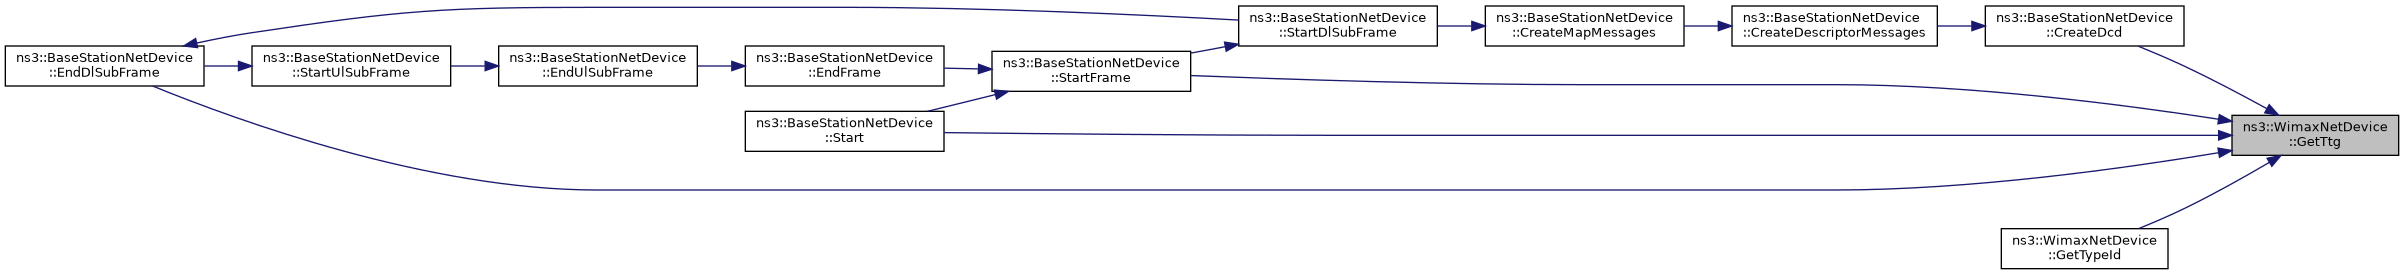 ns3::BaseStationNetDevice
::EndDlSubFrame
ns3::BaseStationNetDevice
::StartUlSubFrame
ns3::BaseStationNetDevice
::EndUlSubFrame
ns3::BaseStationNetDevice
::EndFrame
ns3::BaseStationNetDevice
::Start
ns3::BaseStationNetDevice
::StartFrame
ns3::BaseStationNetDevice
::StartDlSubFrame
ns3::BaseStationNetDevice
::CreateMapMessages
ns3::BaseStationNetDevice
::CreateDescriptorMessages
ns3::BaseStationNetDevice
::CreateDcd
ns3::WimaxNetDevice
::GetTtg
ns3::WimaxNetDevice
::GetTypeId